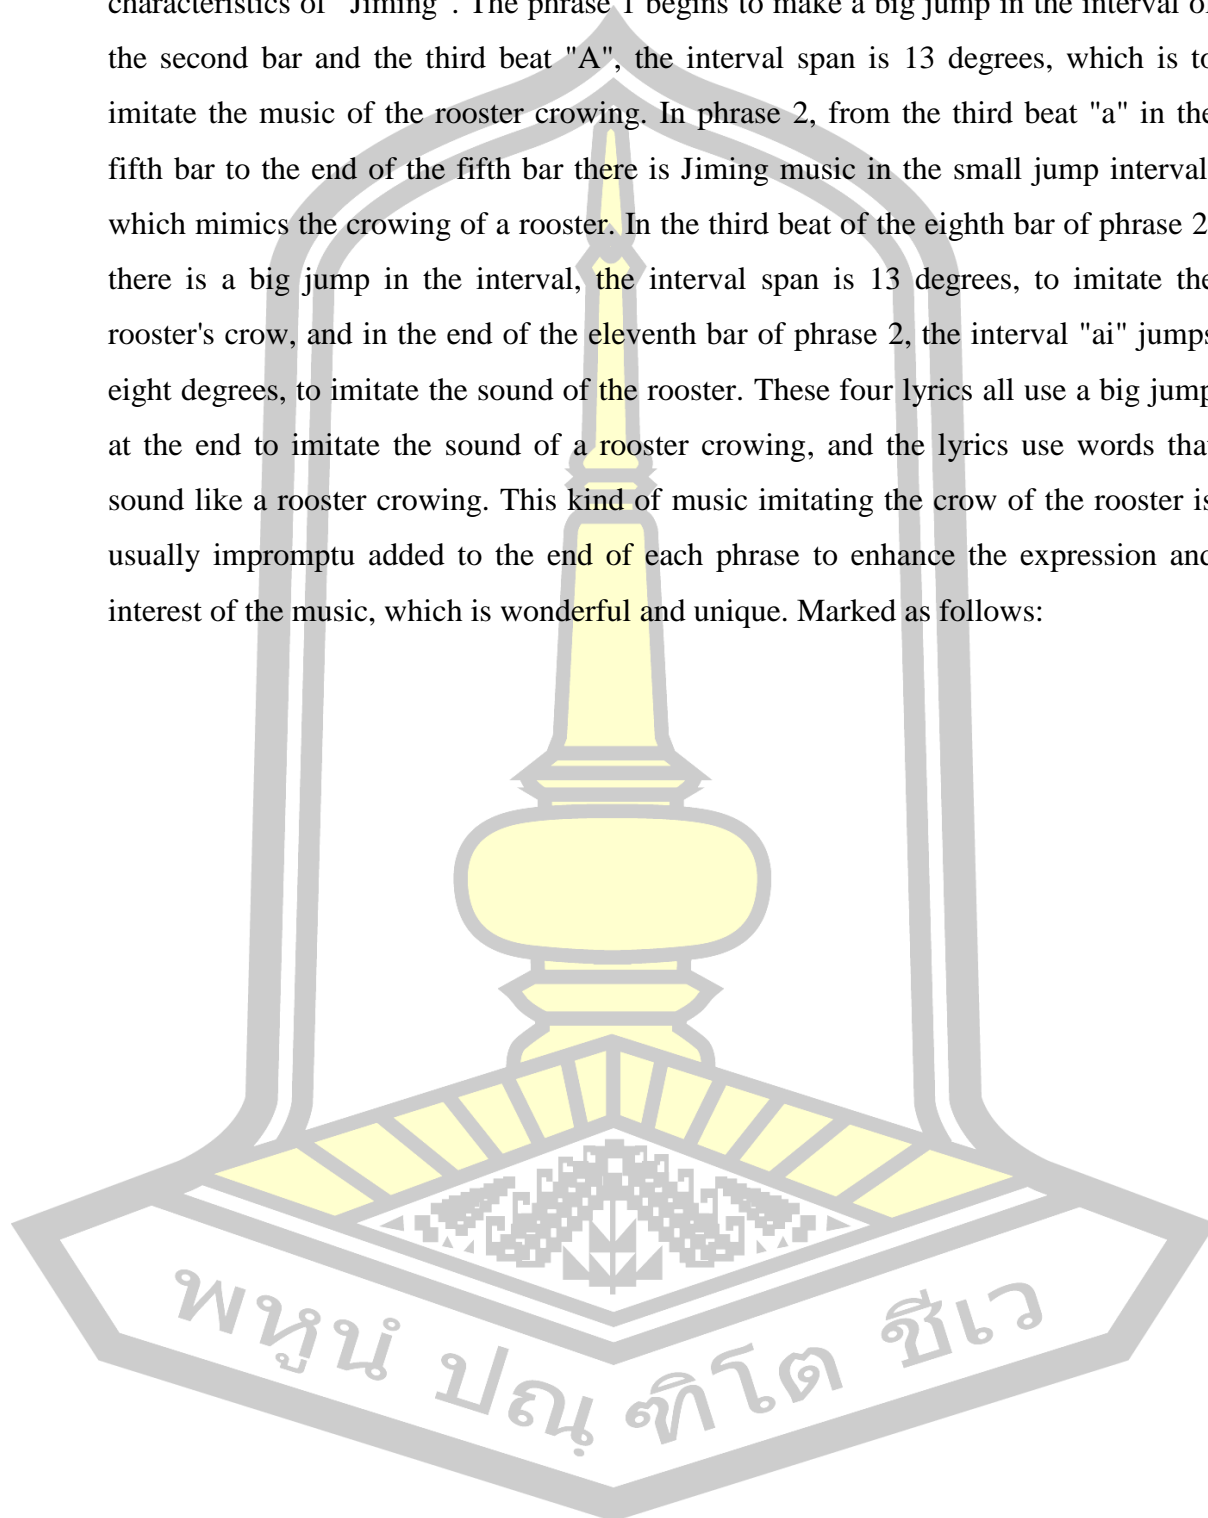 characteristics of "Jiming". The phrase 1 begins to make a big jump in the interval of
the second bar and the third beat "A", the interval span is 13 degrees, which is to
imitate the music of the rooster crowing. In phrase 2, from the third beat "a" in the
fifth bar to the end of the fifth bar there is Jiming music in the small jump interval
which mimics the crowing of a rooster. In the third beat of the eighth bar of phrase 2
there is a big jump in the interval, the interval span is 13 degrees, to imitate the
rooster's crow, and in the end of the eleventh bar of phrase 2, the interval "ai" jumps
eight degrees, to imitate the sound of the rooster. These four lyrics all use a big jump
at the end to imitate the sound of a rooster crowing, and the lyrics use words that
sound like a rooster crowing. This kind of music imitating the crow of the rooster is
usually impromptu added to the end of each phrase to enhance the expression and
interest of the music, which is wonderful and unique. Marked as follows:
พหูนํ ปณฺ ฑิโต ชีเว